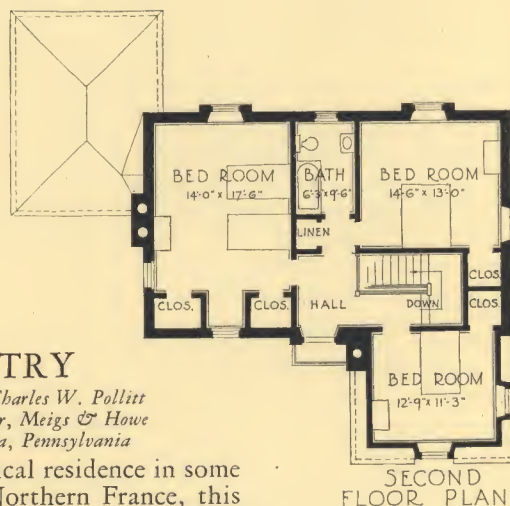 BED ROOM
14'-0" x 17'-6"
BATH
6'-3" x 9'-6"
BED ROOM
14'-6" x 13'-0"
LINEN
CLOS.
CLOS.
HALL
DOWN
CLOS.
CLOS.
BED ROOM
12'-9" x 11'-3"
SECOND
FLOOR PLAN
TRY
Charles W. Pollitt
r, Meigs & Howe
a, Pennsylvania
ical residence in some
Northern France, this